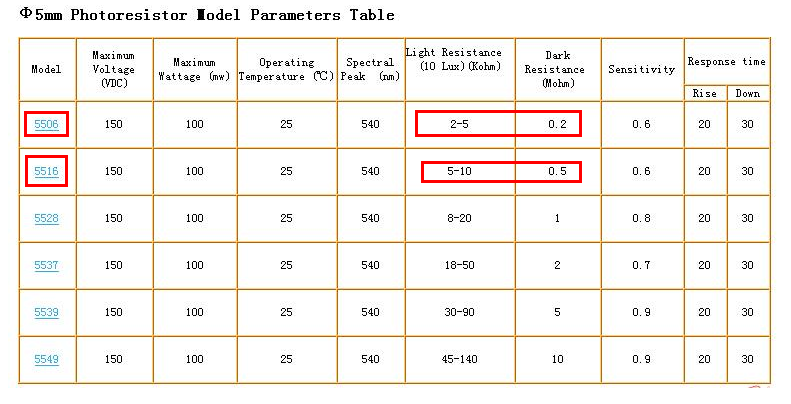 Φ5mm Photoresistor Model Parameters Table
Model Maximum Voltage (VDC) Maximum Wattage (mw) Operating Temperature (℃) Spectral Peak (nm) Light Resistance (10 Lux)(Kohm) Dark Resistance (Mohm) Sensitivity Response time
Rise Down
5506 150 100 25 540 2-5 0.2 0.6 20 30
5516 150 100 25 540 5-10 0.5 0.6 20 30
5528 150 100 25 540 8-20 1 0.8 20 30
5537 150 100 25 540 18-50 2 0.7 20 30
5539 150 100 25 540 30-90 5 0.9 20 30
5549 150 100 25 540 45-140 10 0.9 20 30